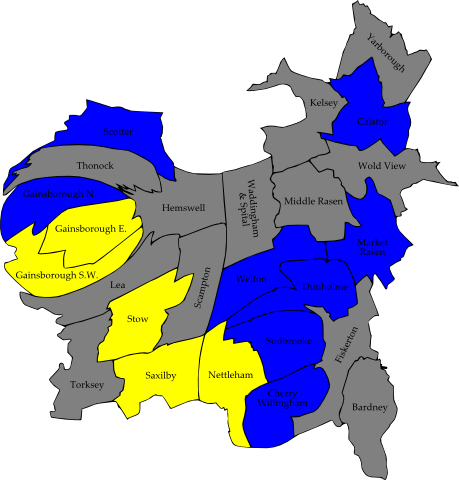 Yarborough
Kelsey
Caistor
Scotter
Thonock
Wold View
Gainsborough N.
Hemswell
Waddingham
& Spital
Middle Rasen
Gainsborough E.
Market
Rasen
Gainsborough S.W.
Lea
Scampton
Welton
Dunholme
Stow
Sudbrooke
Fiskerton
Saxilby
Nettleham
Torksey
Cherry
Willingham
Bardney